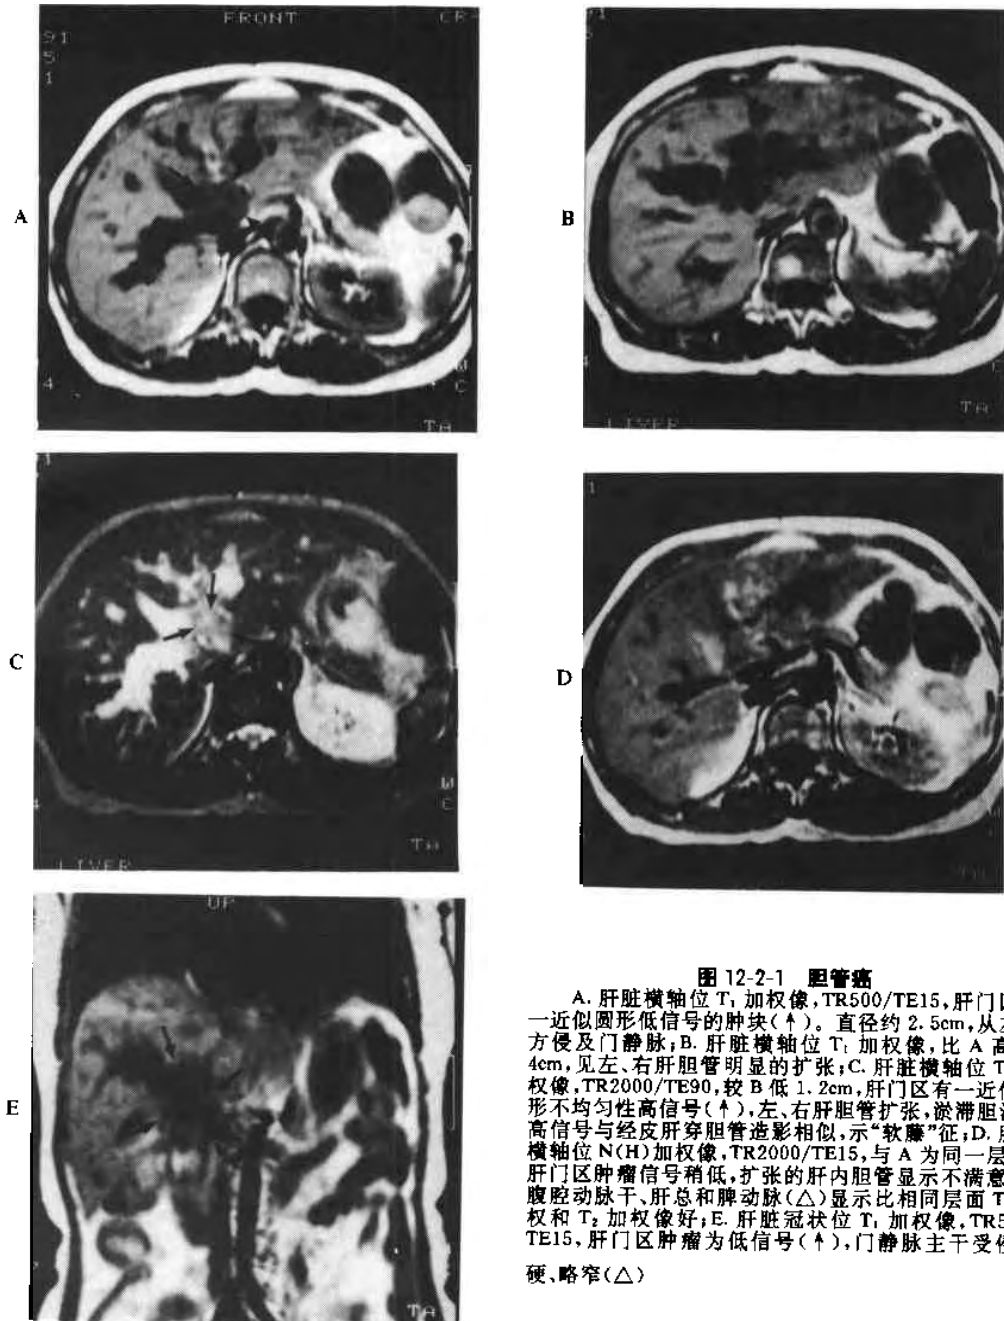 FRONT
CR-
91
5
1
A
4
W
C
TA
B
TA
LIVER
C
W
C
TA
LIVER
1
D
UP
E
TA
图 12-2-1 胆管癌
A. 肝脏横轴位 T₁ 加权像,TR500/TE15,肝门区
一近似圆形低信号的肿块(↑)。直径约 2.5cm,从
方侵及门静脉;B. 肝脏横轴位 T₁ 加权像,比 A 高
4cm,见左、右肝胆管明显的扩张;C. 肝脏横轴位 T
权像,TR2000/TE90,较 B 低 1.2cm,肝门区有一近
形不均匀性高信号(↑),左、右肝胆管扩张,淤滞胆
高信号与经皮肝穿胆管造影相似,示“软藤”征;D.
横轴位 N(H)加权像,TR2000/TE15,与 A 为同一层
肝门区肿瘤信号稍低,扩张的肝内胆管显示不满意
腹腔动脉干、肝总和脾动脉(△)显示比相同层面 T
权和 T₂ 加权像好;E. 肝脏冠状位 T₁ 加权像,TR5
TE15,肝门区肿瘤为低信号(↑),门静脉主干受
硬、略窄(△)